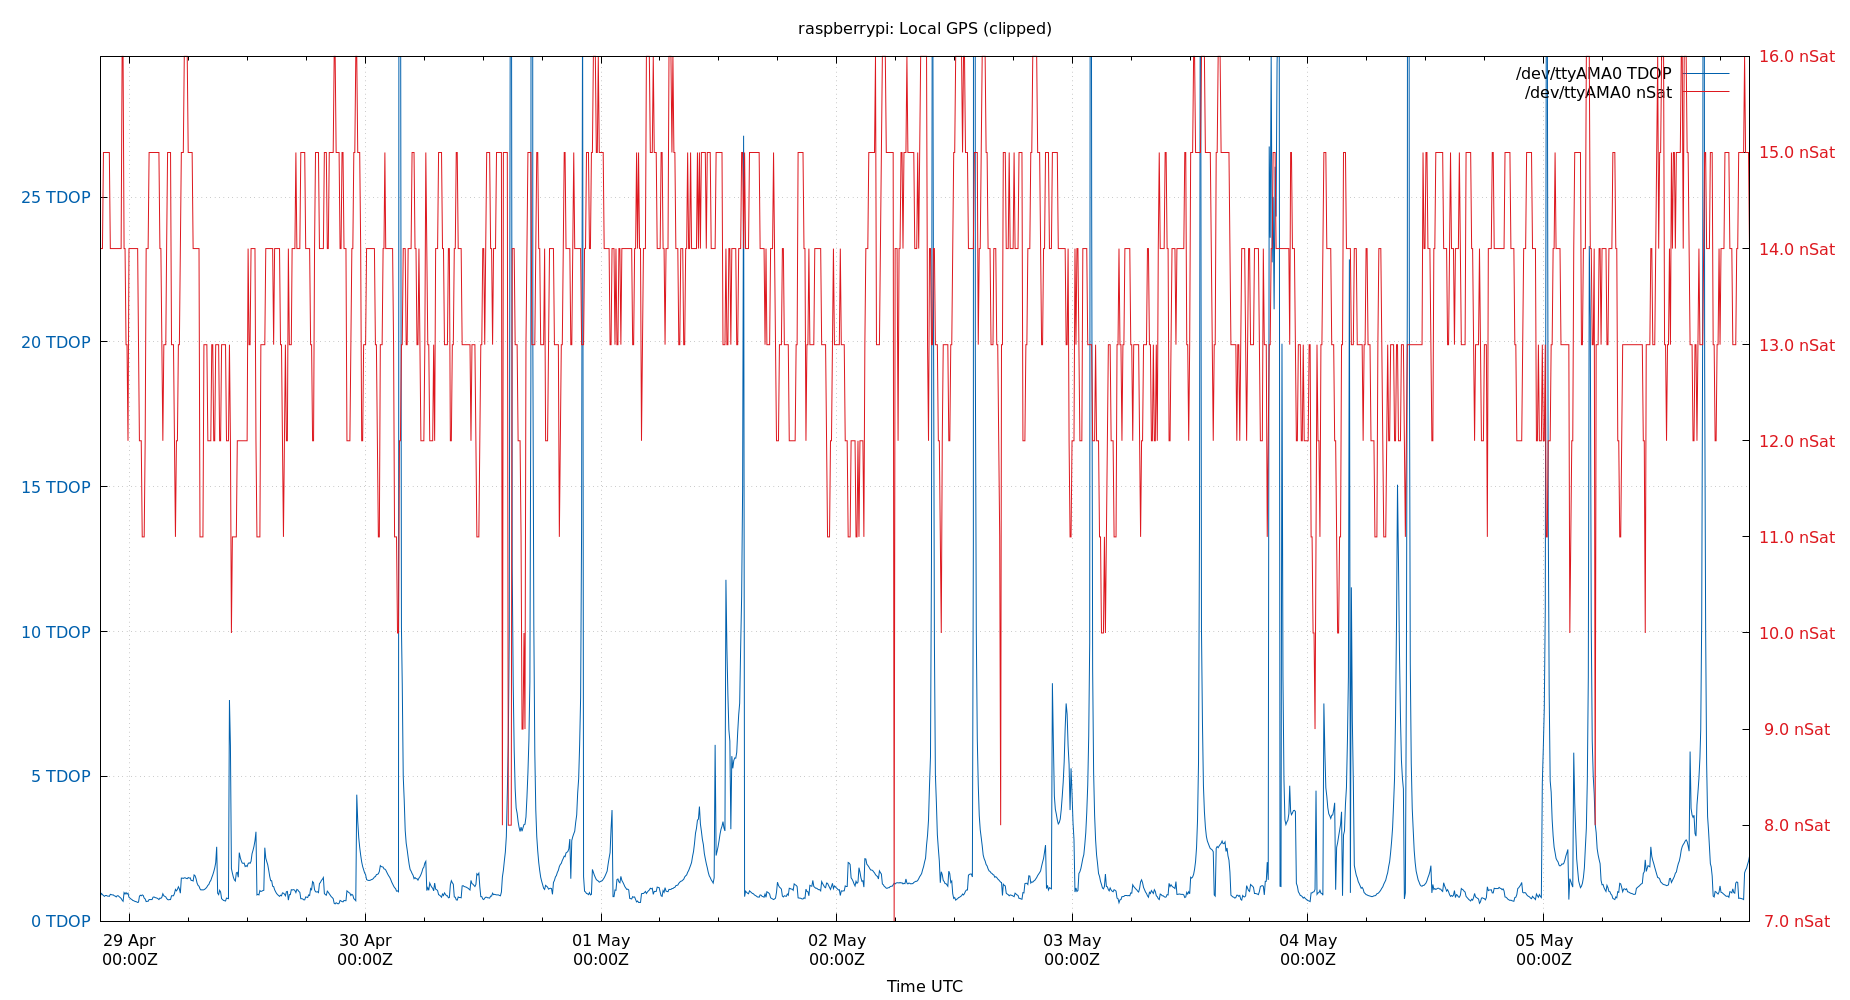 raspberrypi: Local GPS (clipped)
16.0 nSat
/dev/ttyAMA0 TDOP
/dev/ttyAMA0 nSat
15.0 nSat
25 TDOP
14.0 nSat
20 TDOP
13.0 nSat
12.0 nSat
15 TDOP
11.0 nSat
10 TDOP
10.0 nSat
9.0 nSat
5 TDOP
8.0 nSat
0 TDOP
7.0 nSat
29 Apr 30 Apr 01 May 02 May 03 May 04 May 05 May
00:00Z 00:00Z 00:00Z 00:00Z 00:00Z 00:00Z 00:00Z
Time UTC